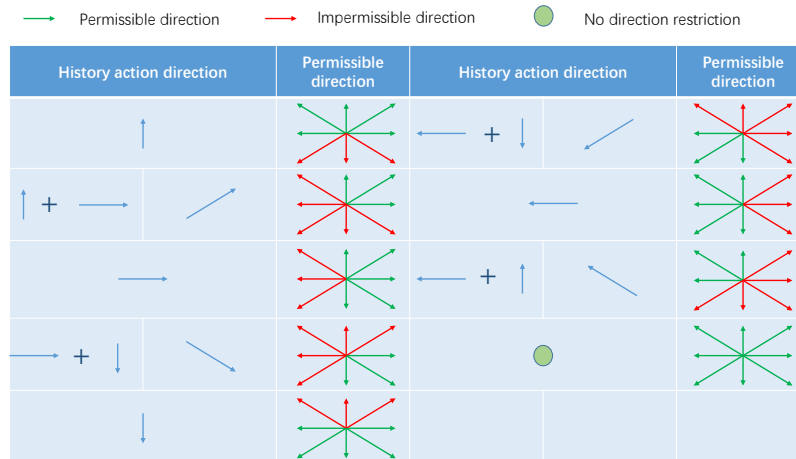 Permissible direction
Impermissible direction
No direction restriction
History action direction
Permissible
direction
History action direction
Permissible
direction
+
+
+
+